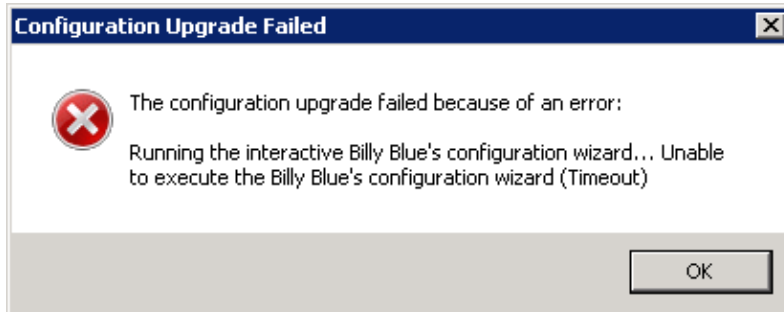 Configuration Upgrade Failed
The configuration upgrade failed because of an error:
Running the interactive Billy Blue's configuration wizard... Unable
to execute the Billy Blue's configuration wizard (Timeout)
OK